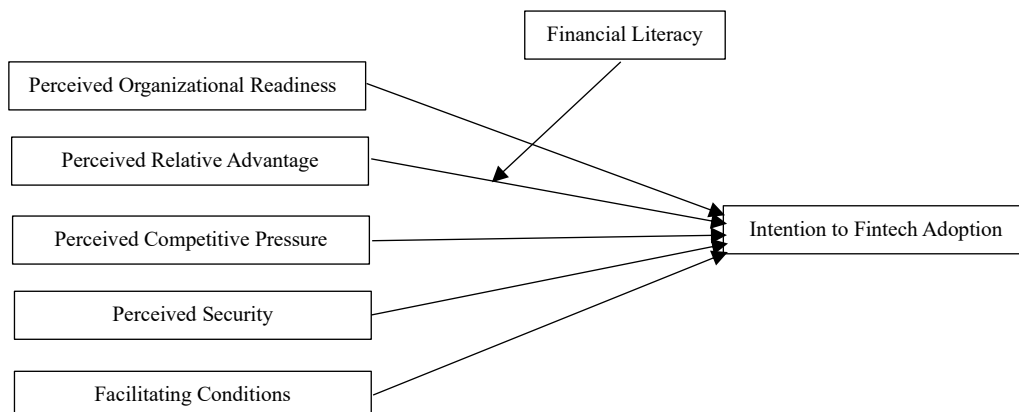 Financial Literacy
Perceived Organizational Readiness
Perceived Relative Advantage
Perceived Competitive Pressure
Intention to Fintech Adoption
Perceived Security
Facilitating Conditions